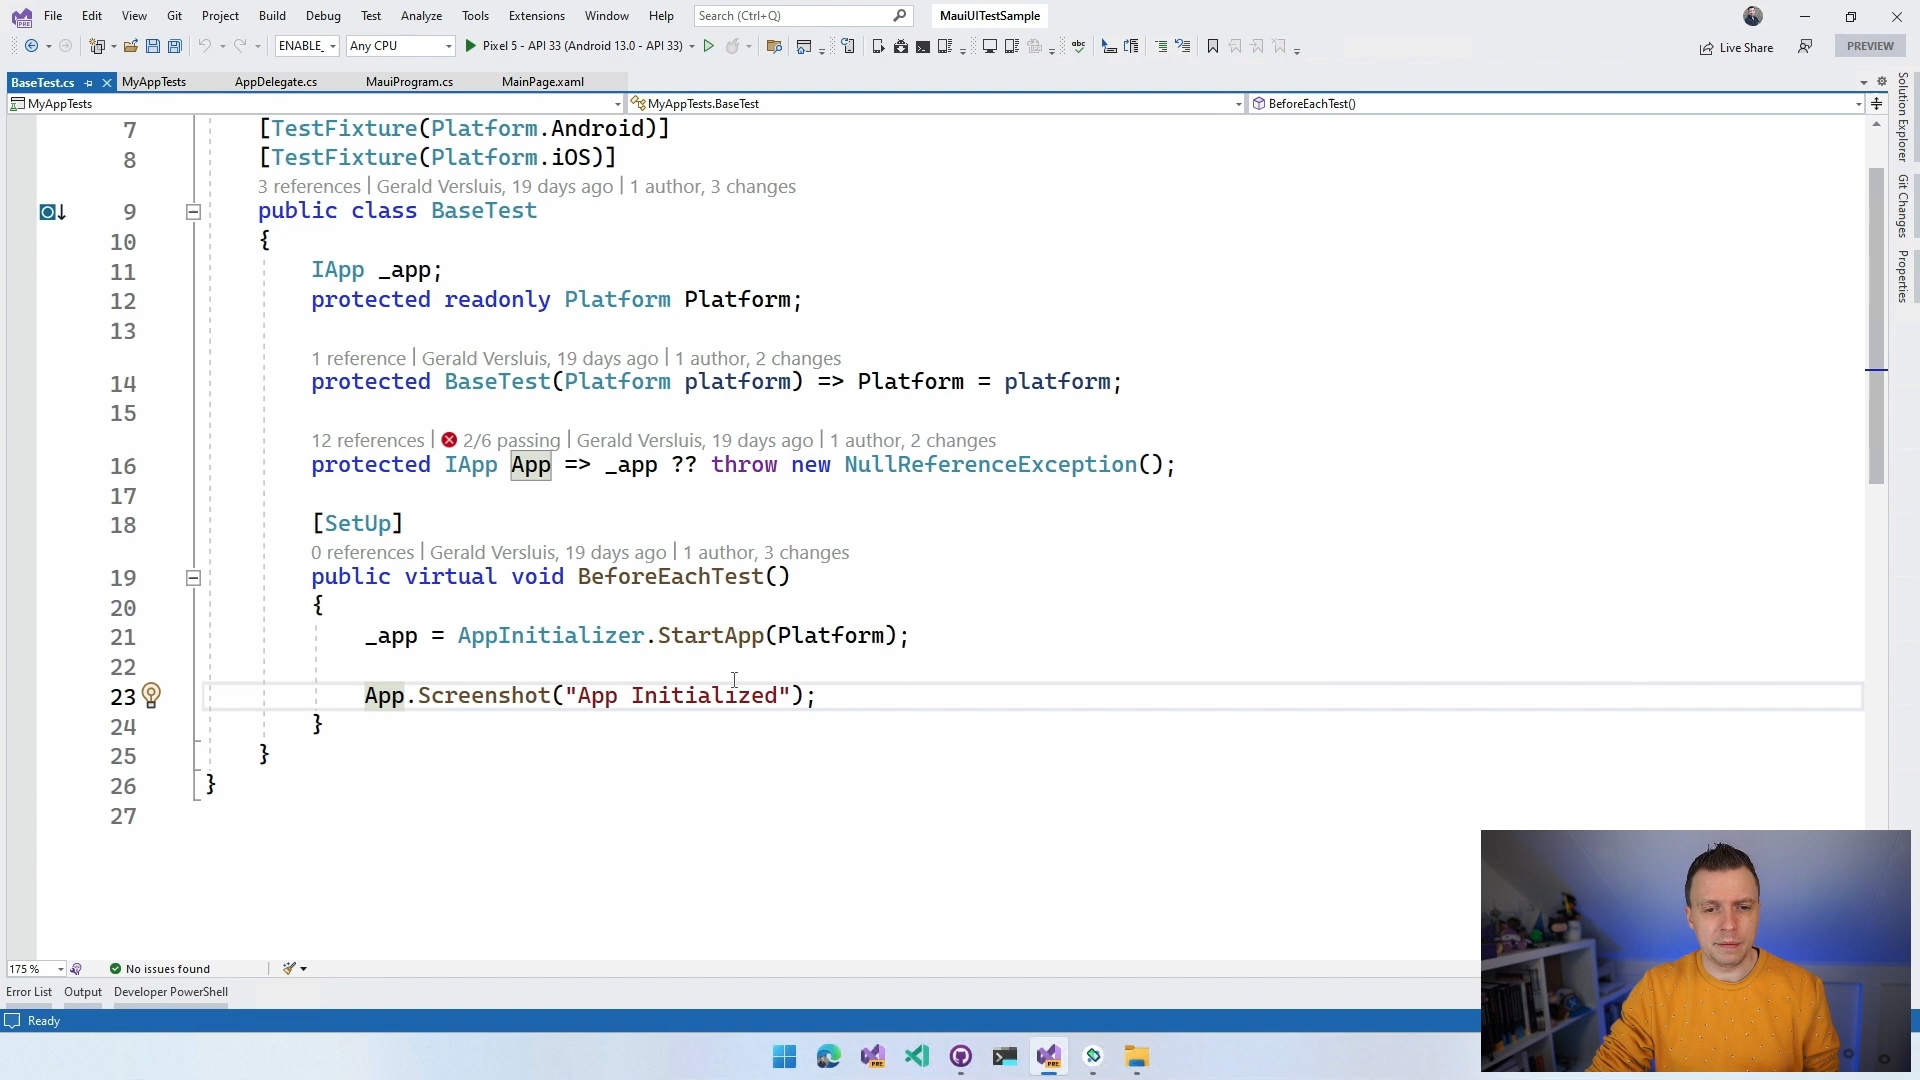 File Edit View Git Project Build Debug Test Analyze Tools Extensions Window Help Search (Ctrl+Q) MauiUITestSample
ENABLE_ Any CPU Pixel 5 - API 33 (Android 13.0 - API 33) Live Share PREVIEW
BaseTest.cs MyAppTests AppDelegate.cs MauiProgram.cs MainPage.xaml
MyAppTests MyAppTests.BaseTest BeforeEachTest()
7 [TestFixture(Platform.Android)]
8 [TestFixture(Platform.iOS)]
3 references | Gerald Versluis, 19 days ago | 1 author, 3 changes
9 public class BaseTest
10 {
11 IApp _app;
12 protected readonly Platform Platform;
13
1 reference | Gerald Versluis, 19 days ago | 1 author, 2 changes
14 protected BaseTest(Platform platform) => Platform = platform;
15
12 references | 2/6 passing | Gerald Versluis, 19 days ago | 1 author, 2 changes
16 protected IApp App => _app ?? throw new NullReferenceException();
17
18 [SetUp]
0 references | Gerald Versluis, 19 days ago | 1 author, 3 changes
19 public virtual void BeforeEachTest()
20 {
21 _app = AppInitializer.StartApp(Platform);
22
23 App.Screenshot("App Initialized");
24 }
25 }
26 }
27
175 % No issues found
Error List Output Developer PowerShell
Ready
Solution Explorer
Git Changes
Properties